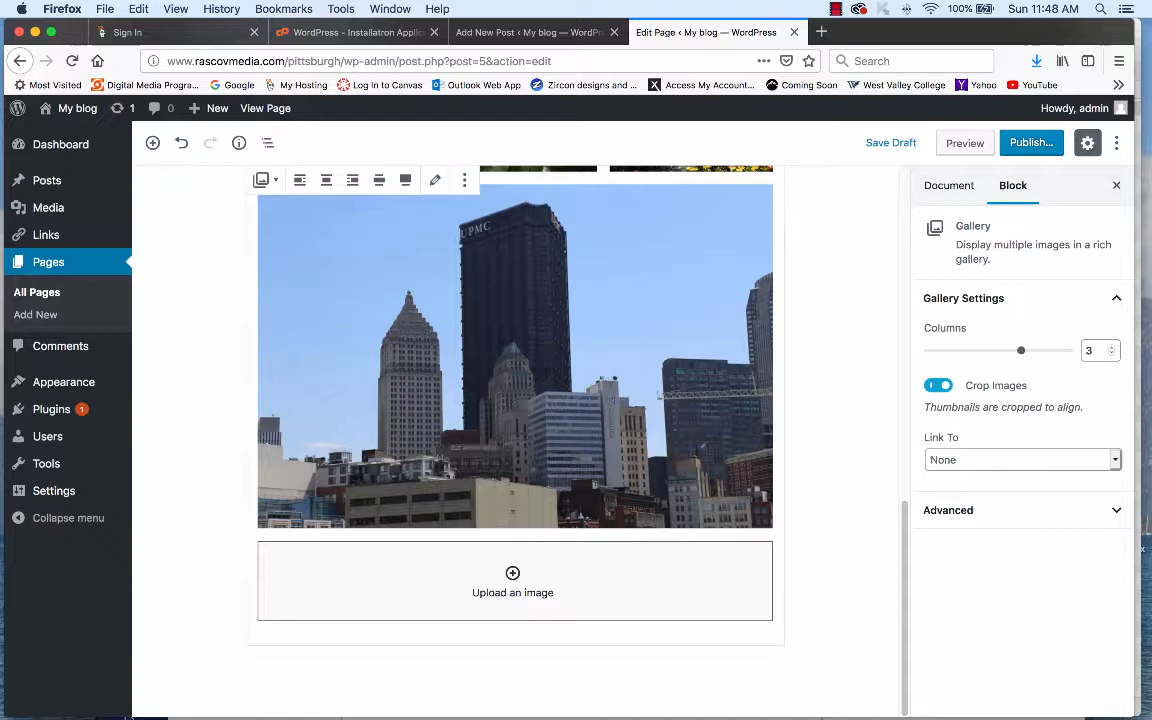 Firefox File Edit View History Bookmarks Tools Window Help 100% Sun 11:48 AM
Sign In
WordPress - Installatron Applic
Add New Post ‹ My blog — WordPr
Edit Page ‹ My blog — WordPress
www.rascovmedia.com/pittsburgh/wp-admin/post.php?post=5&action=edit
Search
Most Visited Digital Media Progra... Google My Hosting Log In to Canvas Outlook Web App Zircon designs and ... Access My Account... Coming Soon West Valley College Yahoo YouTube
My blog 1 0 New View Page Howdy, admin
Dashboard
Posts
Media
Links
Pages
All Pages
Add New
Comments
Appearance
Plugins 1
Users
Tools
Settings
Collapse menu
Save Draft Preview Publish...
UPMC
Upload an image
Document Block
Gallery
Display multiple images in a rich
gallery.
Gallery Settings
Columns
3
Crop Images
Thumbnails are cropped to align.
Link To
None
Advanced